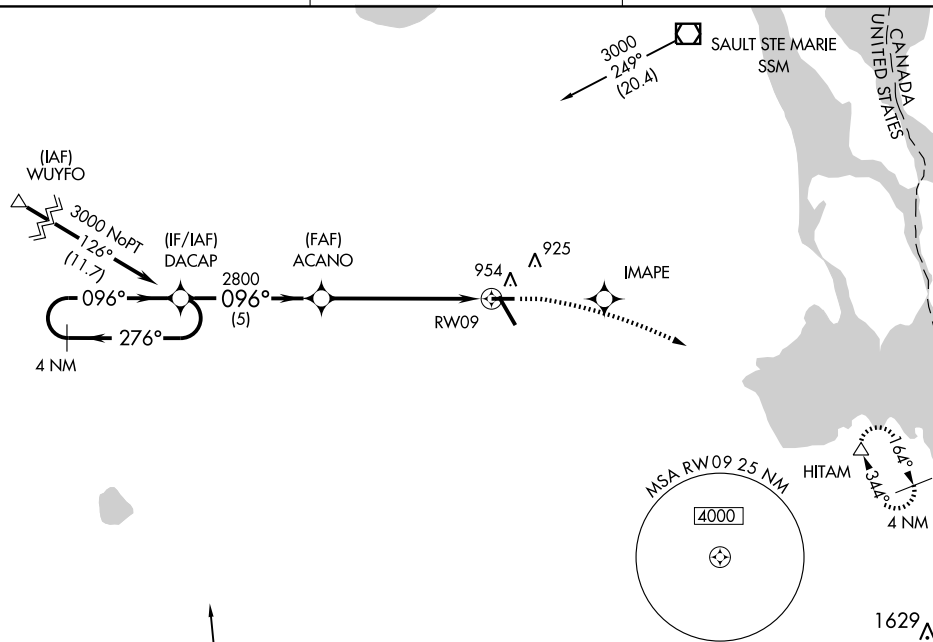 3000
249°
(20.4)
SAULT STE MARIE
SSM
CANADA
UNITED STATES
(IAF)
WUYFO
3000 NoPT
126°
(11.7)
(IF/IAF)
DACAP
2800
096°
(5)
(FAF)
ACANO
954
925
IMAPE
RW09
096°
276°
4 NM
HITAM
164°
344°
4 NM
MSA RW09 25 NM
4000
1629